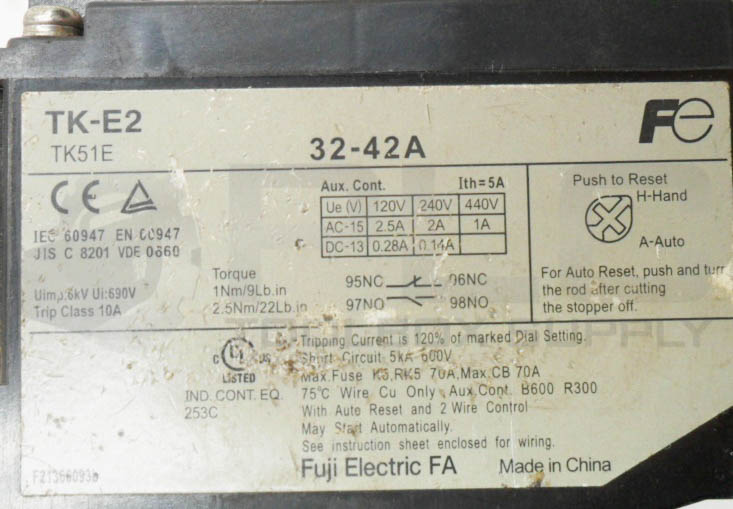 TK-E2
TK51E
32-42A
Fe
CE
IEC 60947 EN 60947
JIS C 8201 VDE 0660
Uimp:6kV Ui:690V
Trip Class 10A
Aux. Cont. Ith=5A
Ue (V) 120V 240V 440V
AC-15 2.5A 2A 1A
DC-13 0.28A 0.14A
Torque
1Nm/9Lb.in
2.5Nm/22Lb.in
95NC 96NC
97NO 98NO
Push to Reset
H-Hand
A-Auto
For Auto Reset, push and turn
the rod after cutting
the stopper off.
C UL US
LISTED
IND. CONT. EQ.
253C
Tripping Current is 120% of marked Dial Setting.
Short Circuit 5kA 600V
Max.Fuse K5,RK5 70A,Max.CB 70A
75°C Wire Cu Only Aux.Cont. B600 R300
With Auto Reset and 2 Wire Control
May Start Automatically.
See instruction sheet enclosed for wiring.
Fuji Electric FA Made in China
SUPPLY